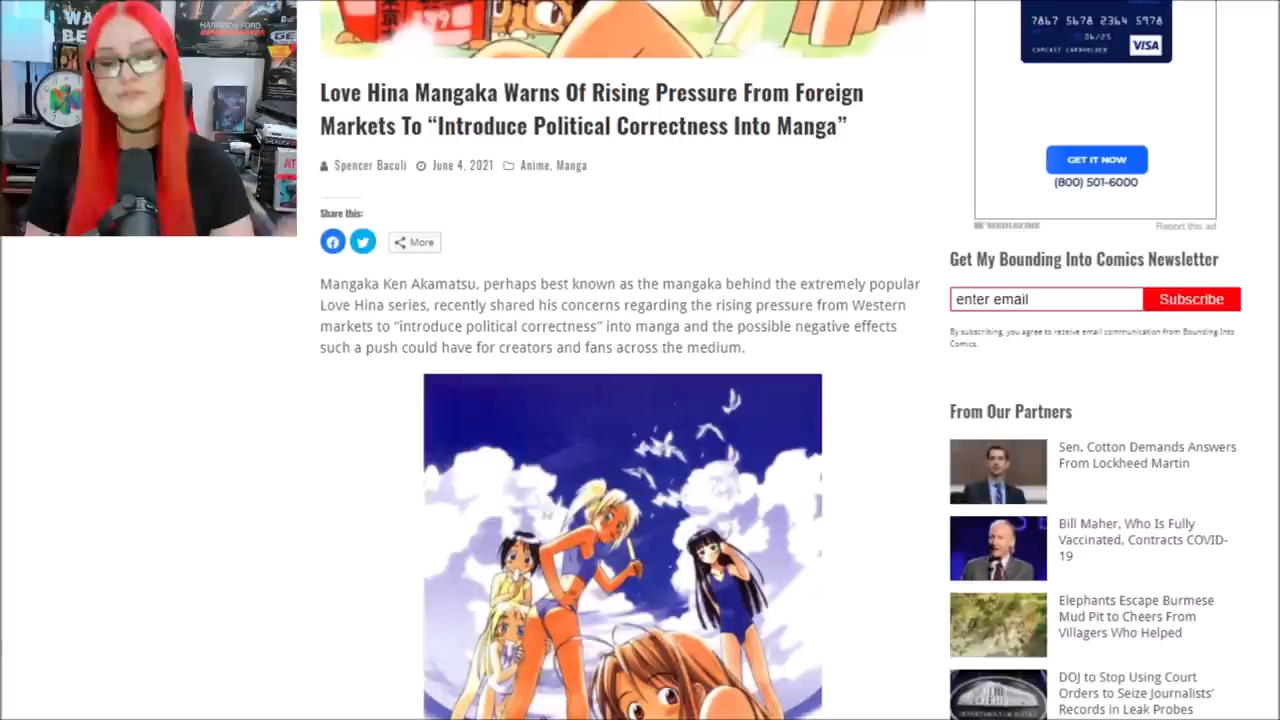 I WA
BE
HARRISON FORD
GE
AT
7867 5678 2364 5978
06/25
COMCAST CARDHOLDER
VISA
GET IT NOW
(800) 501-6000
MEDIAVINE
Report this ad
Love Hina Mangaka Warns Of Rising Pressure From Foreign
Markets To “Introduce Political Correctness Into Manga”
Spencer Baculi
June 4, 2021
Anime, Manga
Share this:
More
Mangaka Ken Akamatsu, perhaps best known as the mangaka behind the extremely popular
Love Hina series, recently shared his concerns regarding the rising pressure from Western
markets to “introduce political correctness” into manga and the possible negative effects
such a push could have for creators and fans across the medium.
Get My Bounding Into Comics Newsletter
enter email
Subscribe
By subscribing, you agree to receive email communication from Bounding Into
Comics.
From Our Partners
Sen. Cotton Demands Answers
From Lockheed Martin
Bill Maher, Who Is Fully
Vaccinated, Contracts COVID-
19
Elephants Escape Burmese
Mud Pit to Cheers From
Villagers Who Helped
DOJ to Stop Using Court
Orders to Seize Journalists’
Records in Leak Probes